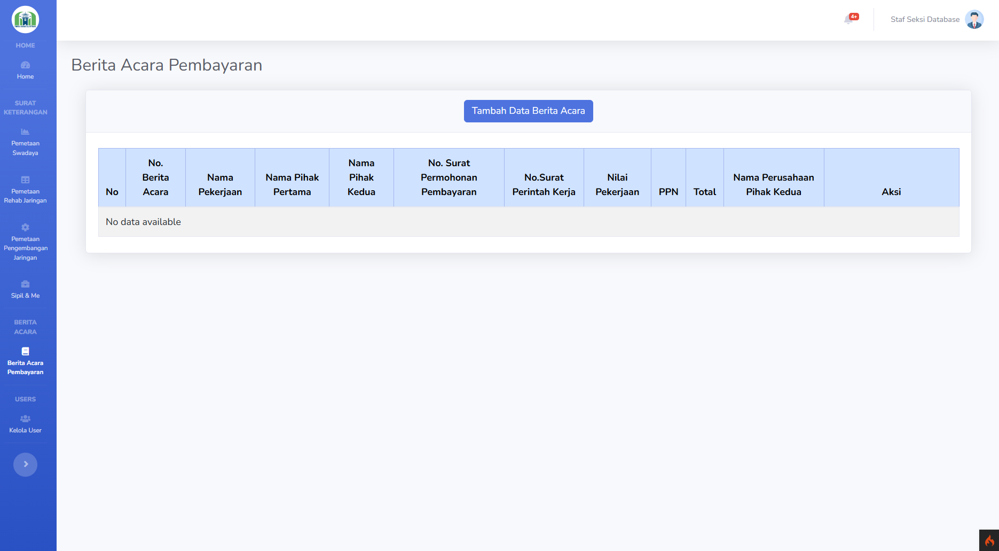 HOME
Home
SURAT
KETERANGAN
Pemetaan
Swadaya
Pemetaan
Rehab Jaringan
Pemetaan
Pengembangan
Jaringan
Sipil & Me
BERITA
ACARA
Berita Acara
Pembayaran
USERS
Kelola User
4+
Staf Seksi Database
Berita Acara Pembayaran
Tambah Data Berita Acara
No
No.
Berita
Acara
Nama
Pekerjaan
Nama Pihak
Pertama
Nama
Pihak
Kedua
No. Surat
Permohonan
Pembayaran
No.Surat
Perintah Kerja
Nilai
Pekerjaan
PPN
Total
Nama Perusahaan
Pihak Kedua
Aksi
No data available